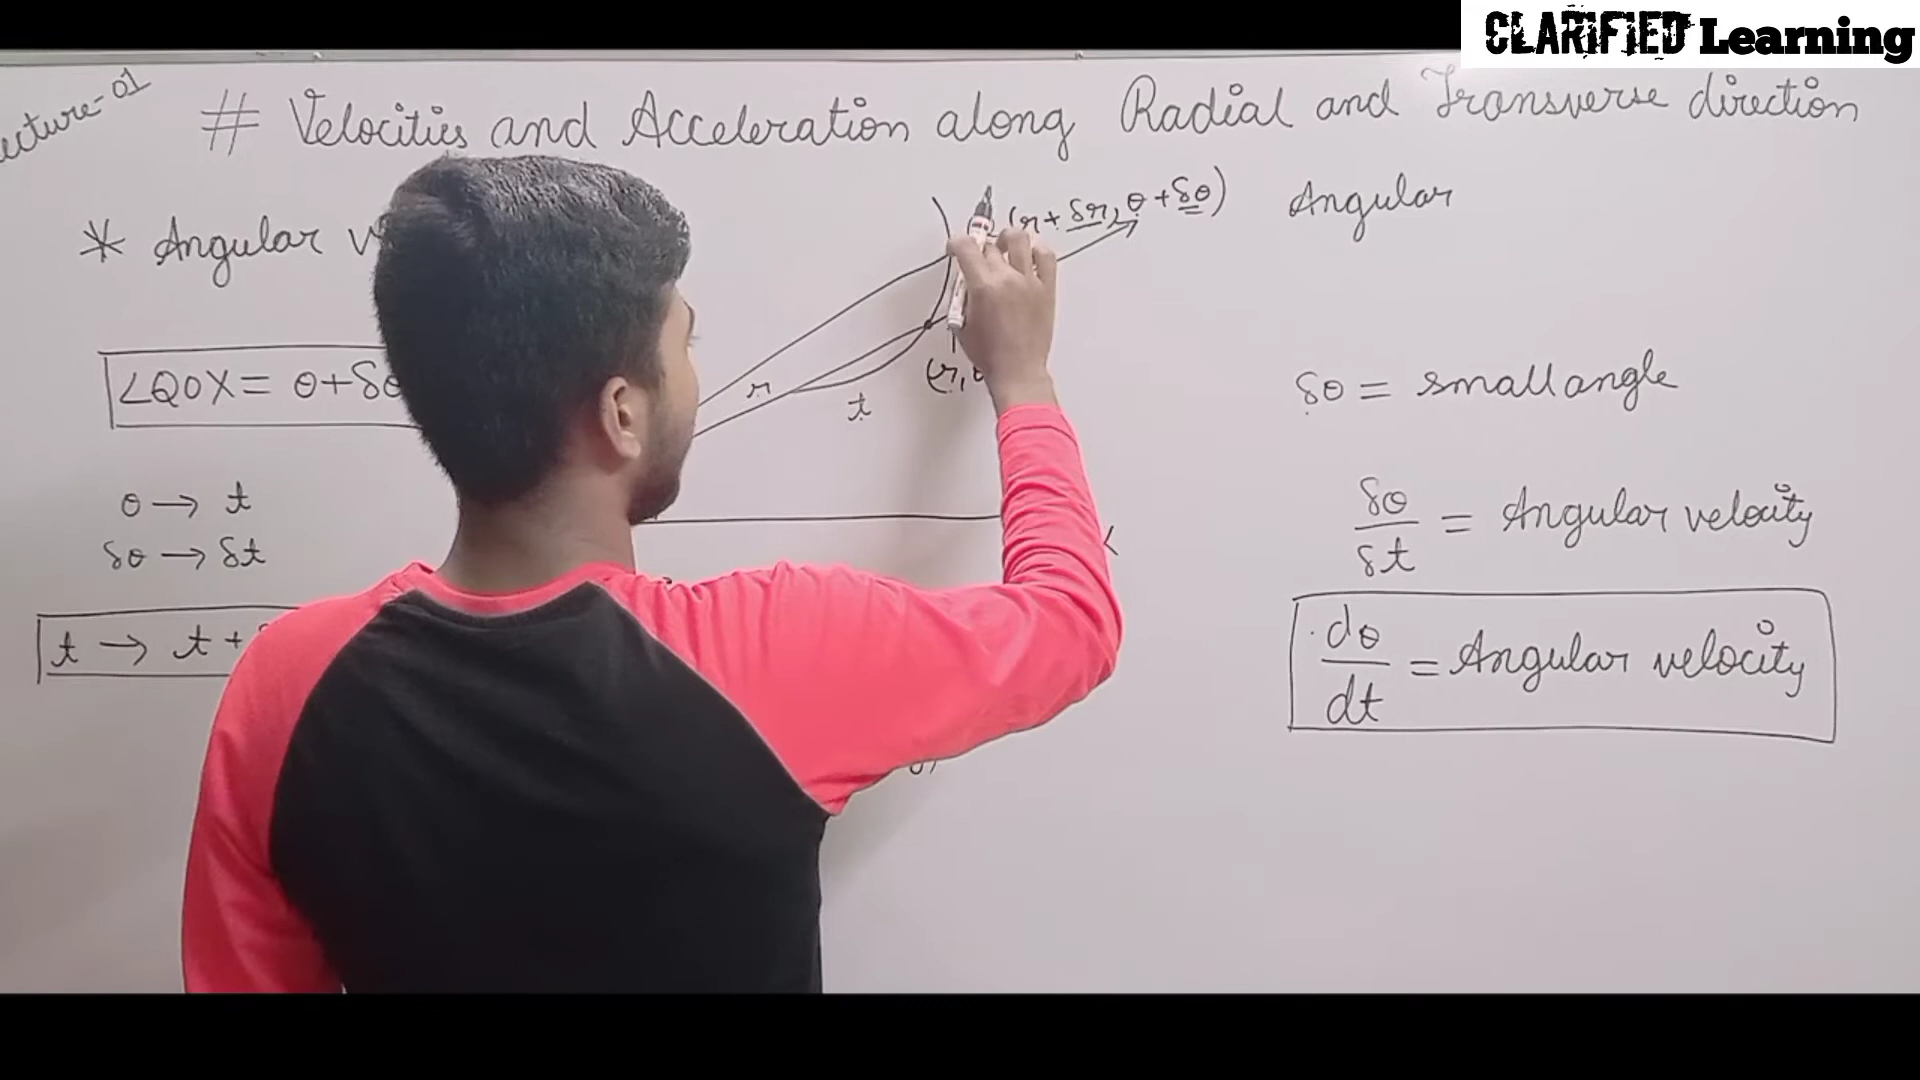 CLARIFIED Learning
ecture-01
# Velocities and Acceleration along Radial and Transverse direction
* Angular v
(r + δr, θ + δθ)
Angular
∠QOX = θ+δθ
r
t
(r,
δθ = small angle
θ → t
δθ → δt
δθ/δt = Angular velocity
t → t +
dθ/dt = Angular velocity